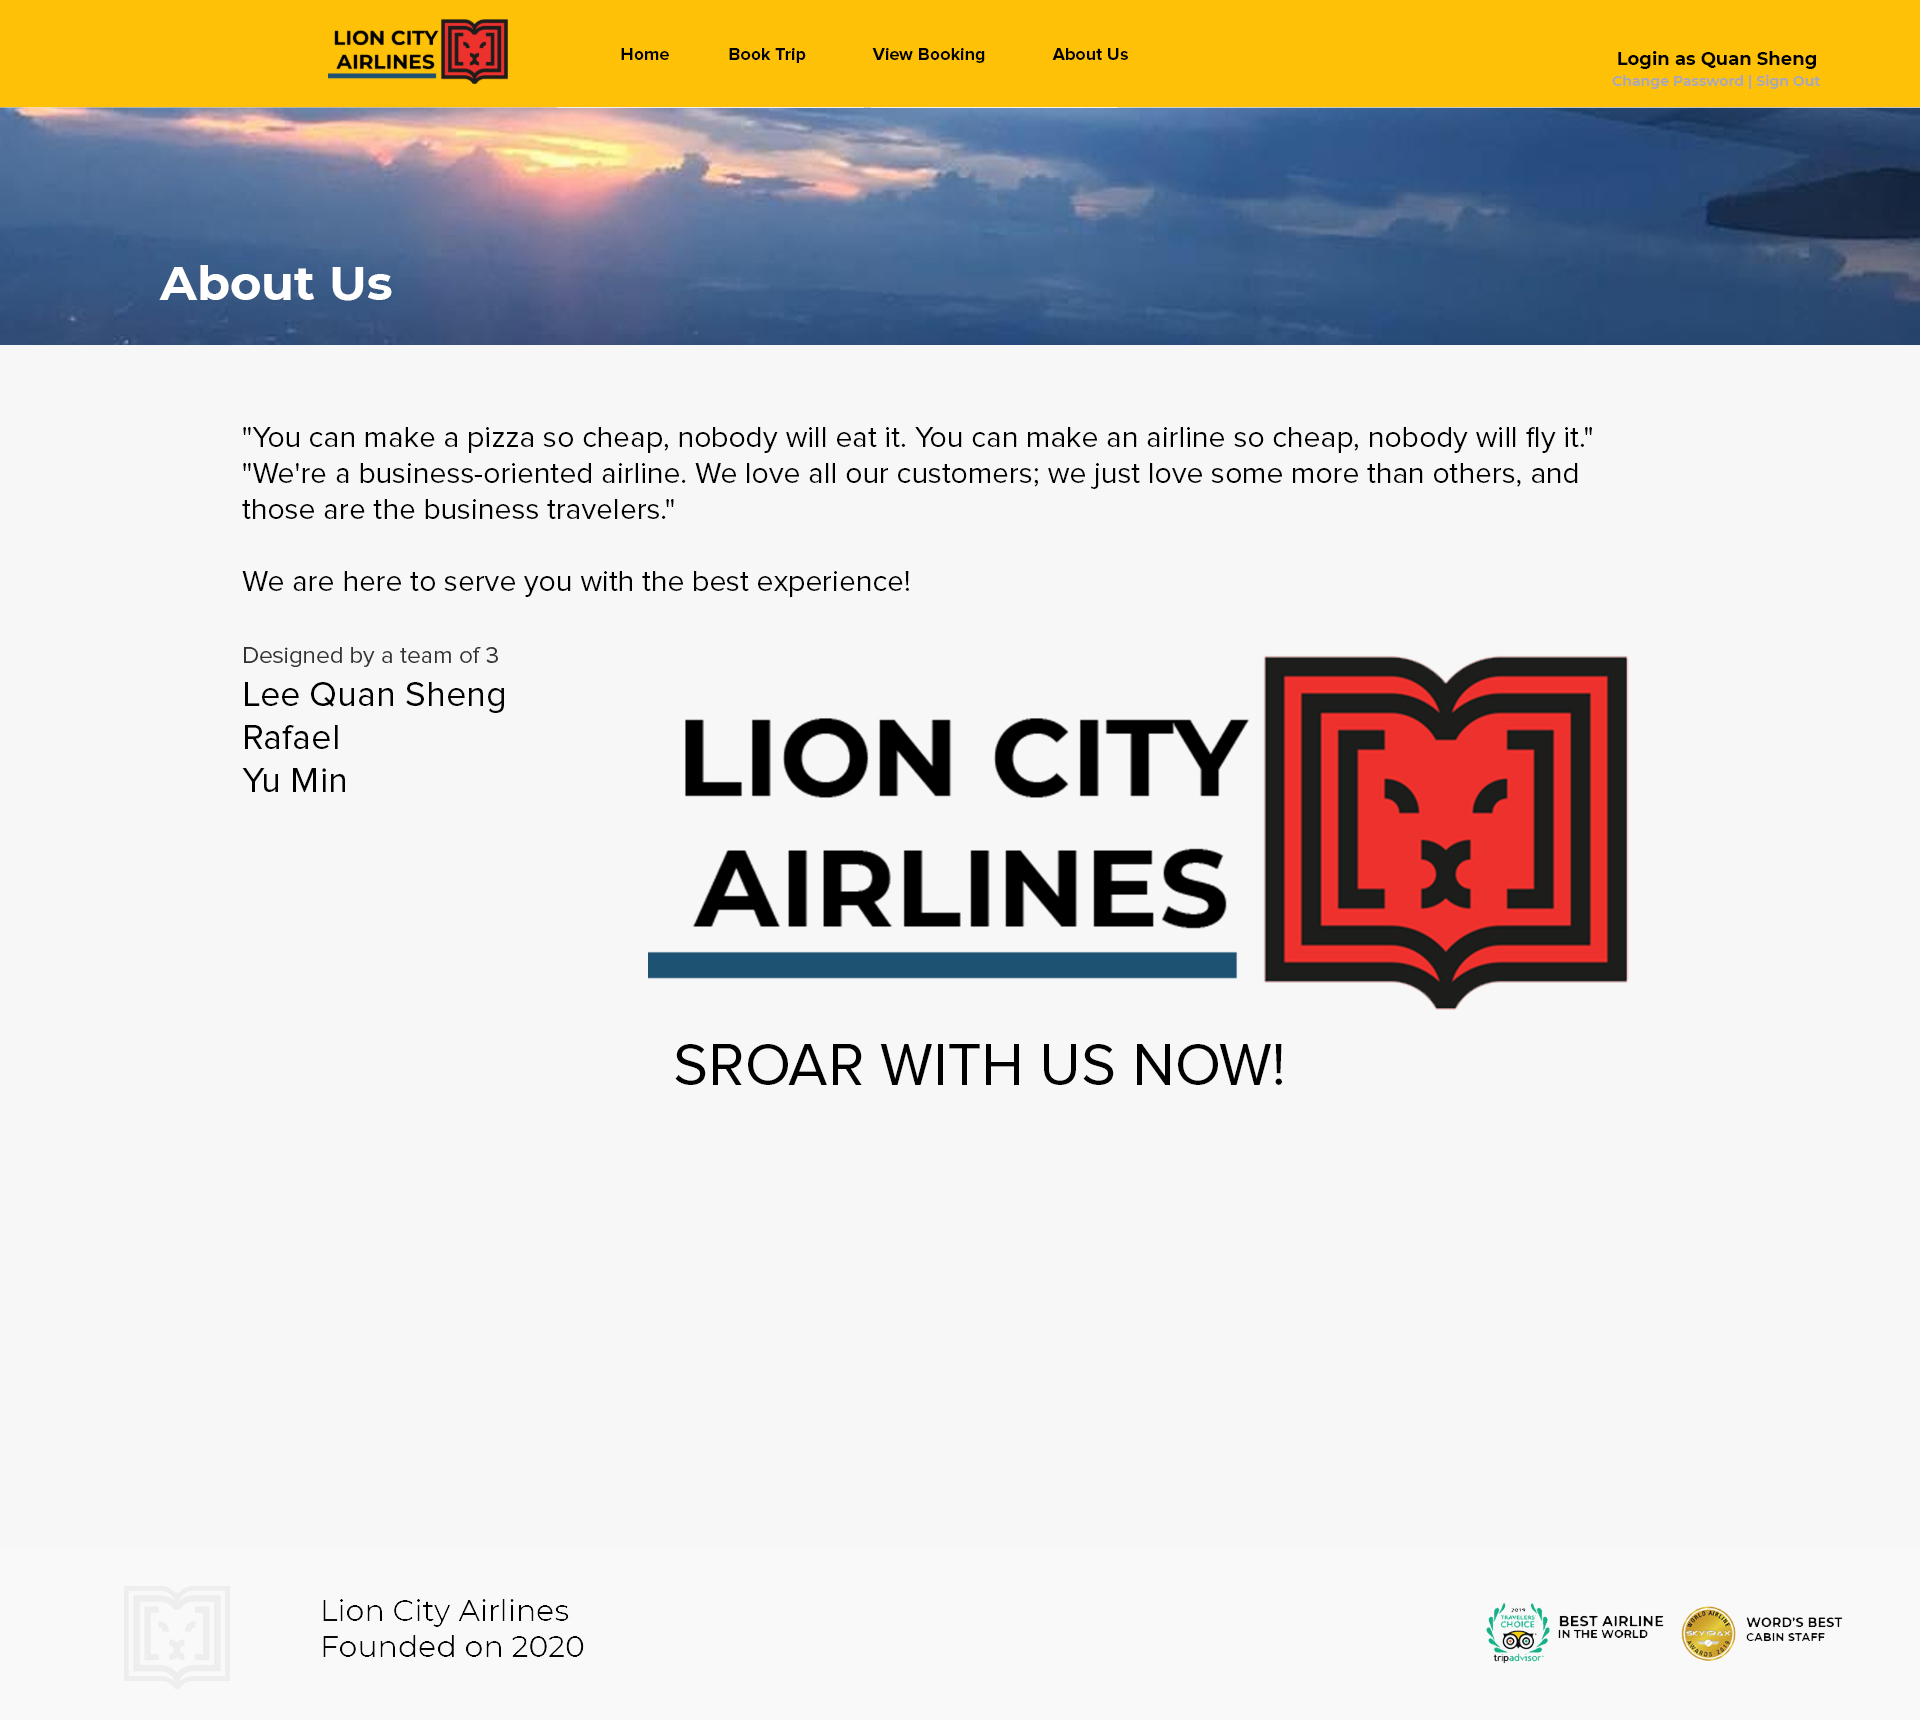 LION CITY
AIRLINES
Home
Book Trip
View Booking
About Us
Login as Quan Sheng
Change Password | Sign Out
About Us
"You can make a pizza so cheap, nobody will eat it. You can make an airline so cheap, nobody will fly it."
"We're a business-oriented airline. We love all our customers; we just love some more than others, and
those are the business travelers."
We are here to serve you with the best experience!
Designed by a team of 3
Lee Quan Sheng
Rafael
Yu Min
LION CITY
AIRLINES
SROAR WITH US NOW!
Lion City Airlines
Founded on 2020
2019
TRAVELERS'
CHOICE
tripadvisor
BEST AIRLINE
IN THE WORLD
WORLD AIRLINE
SKYTRAX
AWARDS 2019
WORD'S BEST
CABIN STAFF